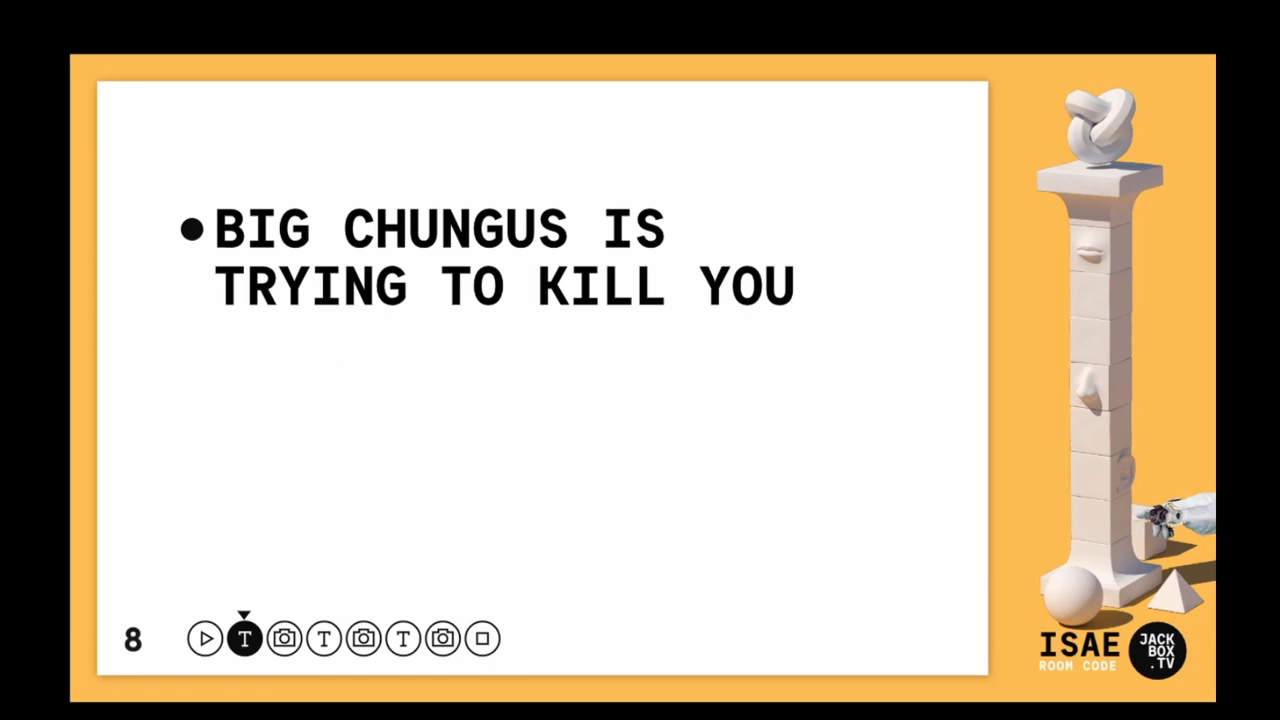 ●BIG CHUNGUS IS
TRYING TO KILL YOU
8
T
T
T
ISAE
ROOM CODE
JACK
BOX
.TV